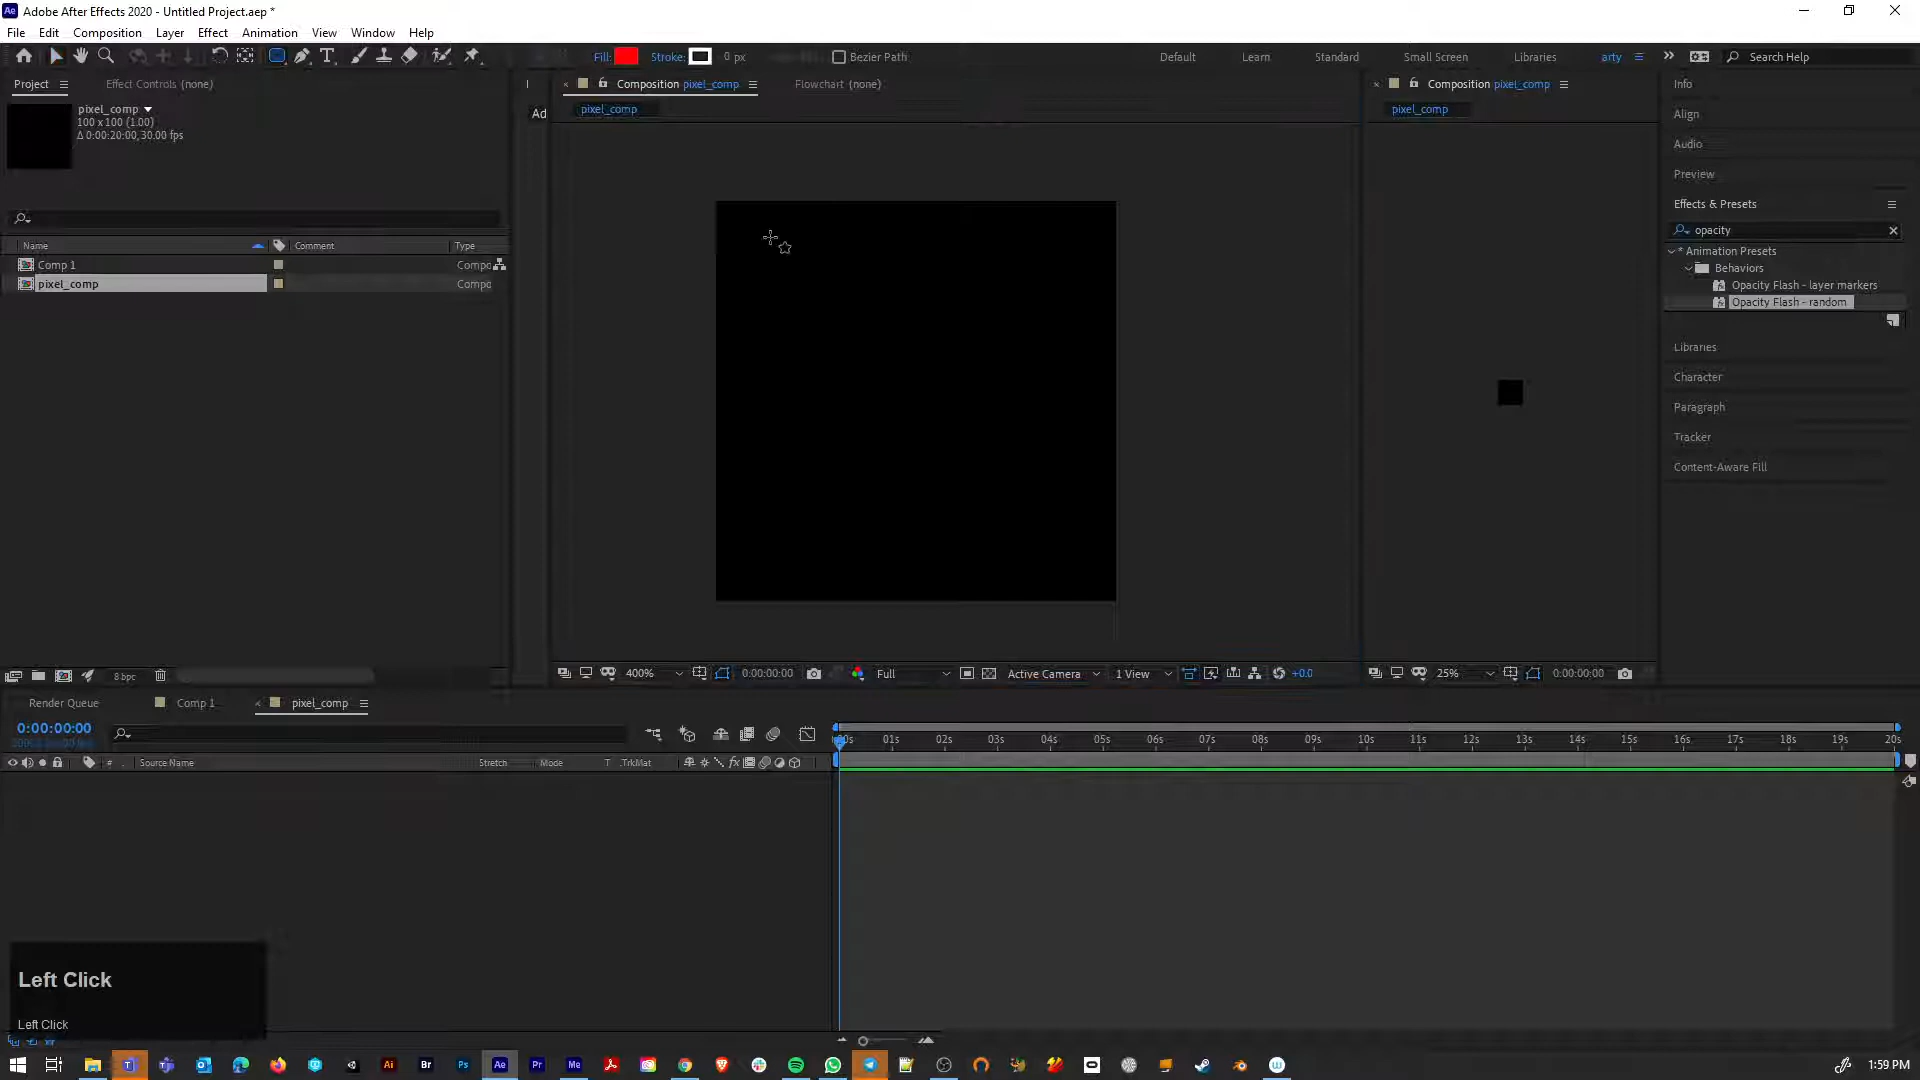 Adobe After Effects 2020 - Untitled Project.aep *
File Edit Composition Layer Effect Animation View Window Help
Fill: Stroke: 0 px Bezier Path Default Learn Standard Small Screen Libraries arty Search Help
Project Effect Controls (none)
pixel_comp
100 x 100 (1.00)
Δ 0:00:20:00, 30.00 fps
Name Comment Type
Comp 1 Compo
pixel_comp Compo
8 bpc
Ad
Composition pixel_comp Flowchart (none)
pixel_comp
400% 0:00:00:00 Full Active Camera 1 View +0.0
Composition pixel_comp
pixel_comp
25% 0:00:00:00
Info
Align
Audio
Preview
Effects & Presets
opacity
* Animation Presets
Behaviors
Opacity Flash - layer markers
Opacity Flash - random
Libraries
Character
Paragraph
Tracker
Content-Aware Fill
Render Queue Comp 1 pixel_comp
0:00:00:00
# Source Name Stretch Mode T .TrkMat
01s 02s 03s 04s 05s 06s 07s 08s 09s 10s 11s 12s 13s 14s 15s 16s 17s 18s 19s 20s
Left Click
Left Click
Ai Br Ps Ae Pr Me
1:59 PM